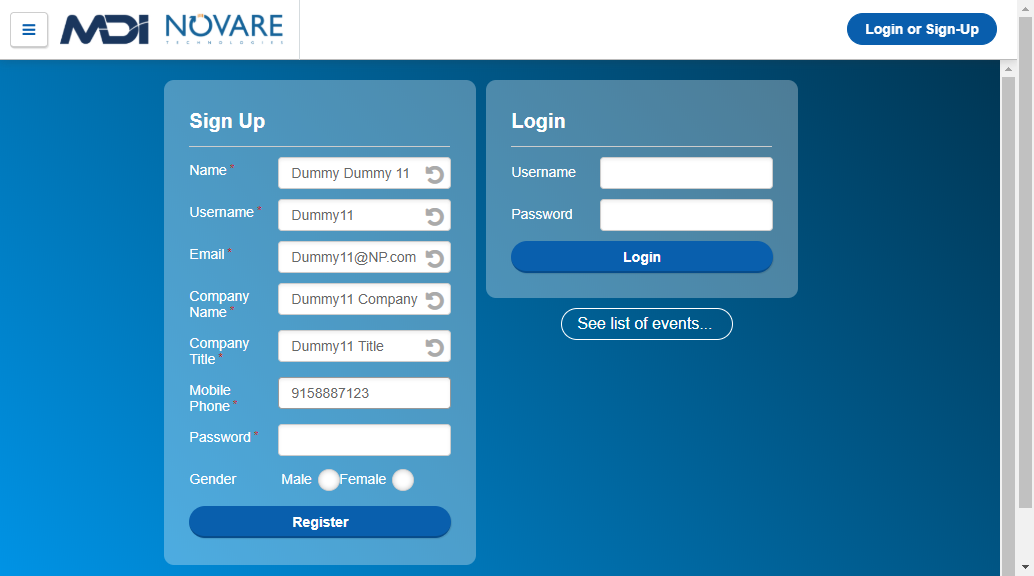 MDI NOVARE
TECHNOLOGIES
Login or Sign-Up
Sign Up
Name *
Dummy Dummy 11
Username *
Dummy11
Email *
Dummy11@NP.com
Company
Name *
Dummy11 Company
Company
Title *
Dummy11 Title
Mobile
Phone *
9158887123
Password *
Gender
Male
Female
Register
Login
Username
Password
Login
See list of events...